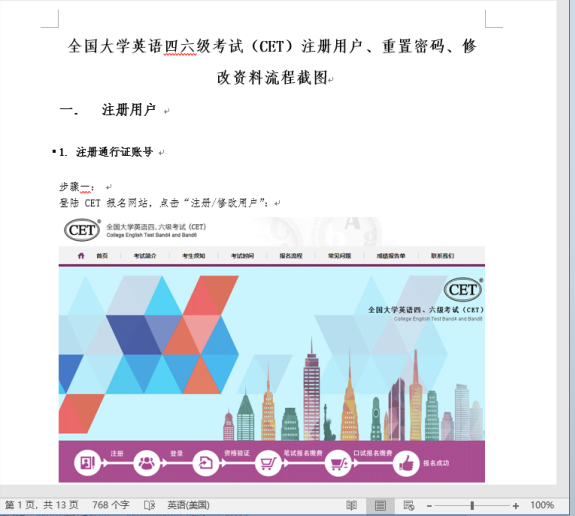 全国大学英语四六级考试（CET）注册用户、重置密码、修
改资料流程截图
一． 注册用户
1. 注册通行证账号
步骤一：
登陆 CET 报名网站，点击“注册/修改用户”：
CET 全国大学英语四、六级考试 (CET)
College English Test Band4 and Band6
首页 考试简介 考生须知 考试时间 报名流程 常见问题 成绩报告单 联系我们
CET
全国大学英语四、六级考试（CET）
College English Test Band4 and Band6
注册 登录 资格验证 笔试报名缴费 口试报名缴费 报名成功
第 1 页，共 13 页 768 个字 英语(美国) 100%